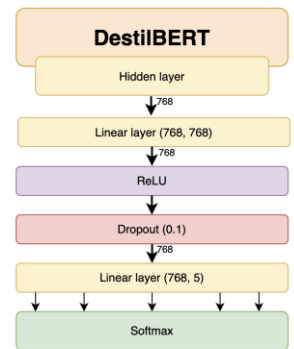 DestilBERT
Hidden layer
768
Linear layer (768, 768)
768
ReLU
Dropout (0.1)
768
Linear layer (768, 5)
Softmax